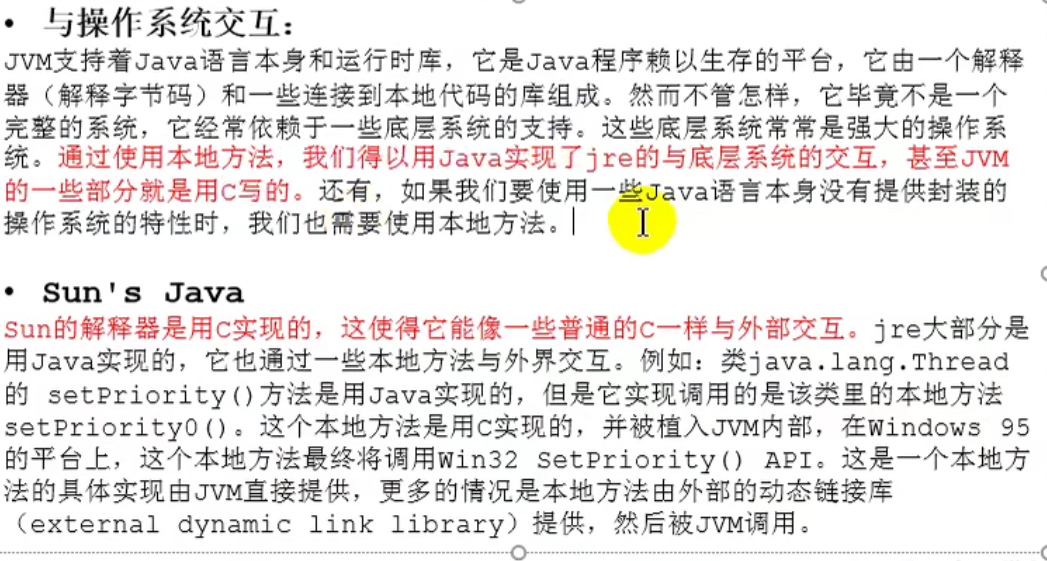 • 与操作系统交互：
JVM支持着Java语言本身和运行时库，它是Java程序赖以生存的平台，它由一个解释
器（解释字节码）和一些连接到本地代码的库组成。然而不管怎样，它毕竟不是一个
完整的系统，它经常依赖于一些底层系统的支持。这些底层系统常常是强大的操作系
统。通过使用本地方法，我们得以用Java实现了jre的与底层系统的交互，甚至JVM
的一些部分就是用C写的。还有，如果我们要使用一些Java语言本身没有提供封装的
操作系统的特性时，我们也需要使用本地方法。
• Sun's Java
Sun的解释器是用C实现的，这使得它能像一些普通的C一样与外部交互。jre大部分是
用Java实现的，它也通过一些本地方法与外界交互。例如：类java.lang.Thread
的 setPriority()方法是用Java实现的，但是它实现调用的是该类里的本地方法
setPriority0()。这个本地方法是用C实现的，并被植入JVM内部，在Windows 95
的平台上，这个本地方法最终将调用Win32 SetPriority() API。这是一个本地方
法的具体实现由JVM直接提供，更多的情况是本地方法由外部的动态链接库
（external dynamic link library）提供，然后被JVM调用。